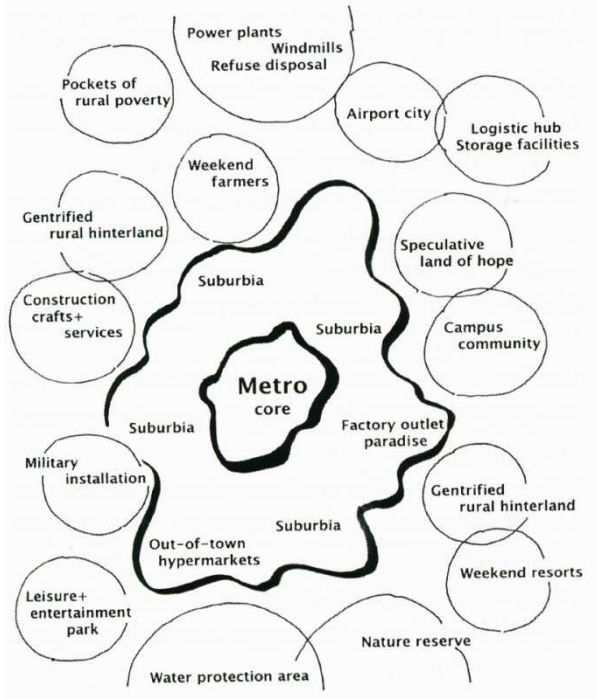 Power plants
Windmills
Refuse disposal
Pockets of
rural poverty
Airport city
Logistic hub
Storage facilities
Weekend
farmers
Gentrified
rural hinterland
Speculative
land of hope
Suburbia
Construction
crafts+
services
Suburbia
Campus
community
Metro
core
Suburbia
Factory outlet
paradise
Military
installation
Gentrified
rural hinterland
Suburbia
Out-of-town
hypermarkets
Weekend resorts
Leisure+
entertainment
park
Nature reserve
Water protection area